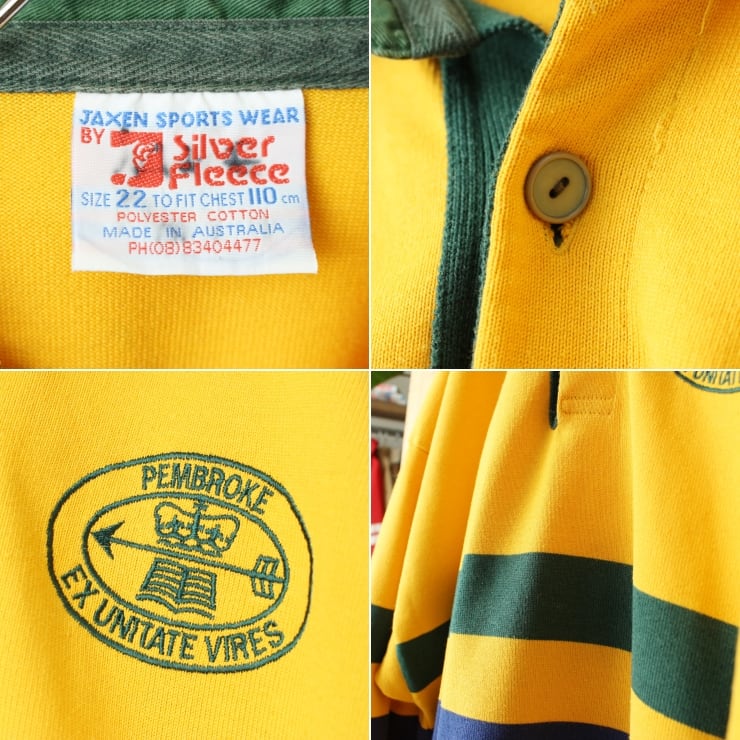 JAXEN SPORTS WEAR
BY Silver
Fleece
SIZE 22 TO FIT CHEST 110 cm
POLYESTER COTTON
MADE IN AUSTRALIA
PH(08)83404477
PEMBROKE
EX UNITATE VIRES